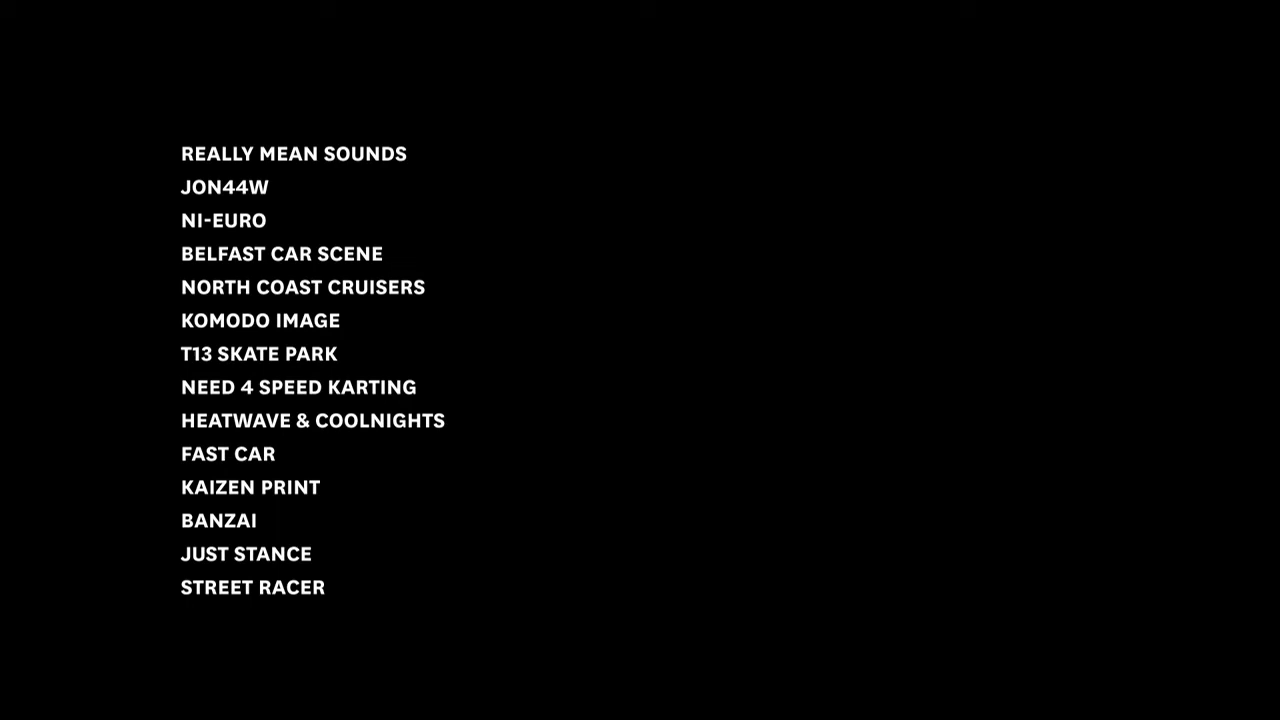 REALLY MEAN SOUNDS
JON44W
NI-EURO
BELFAST CAR SCENE
NORTH COAST CRUISERS
KOMODO IMAGE
T13 SKATE PARK
NEED 4 SPEED KARTING
HEATWAVE & COOLNIGHTS
FAST CAR
KAIZEN PRINT
BANZAI
JUST STANCE
STREET RACER